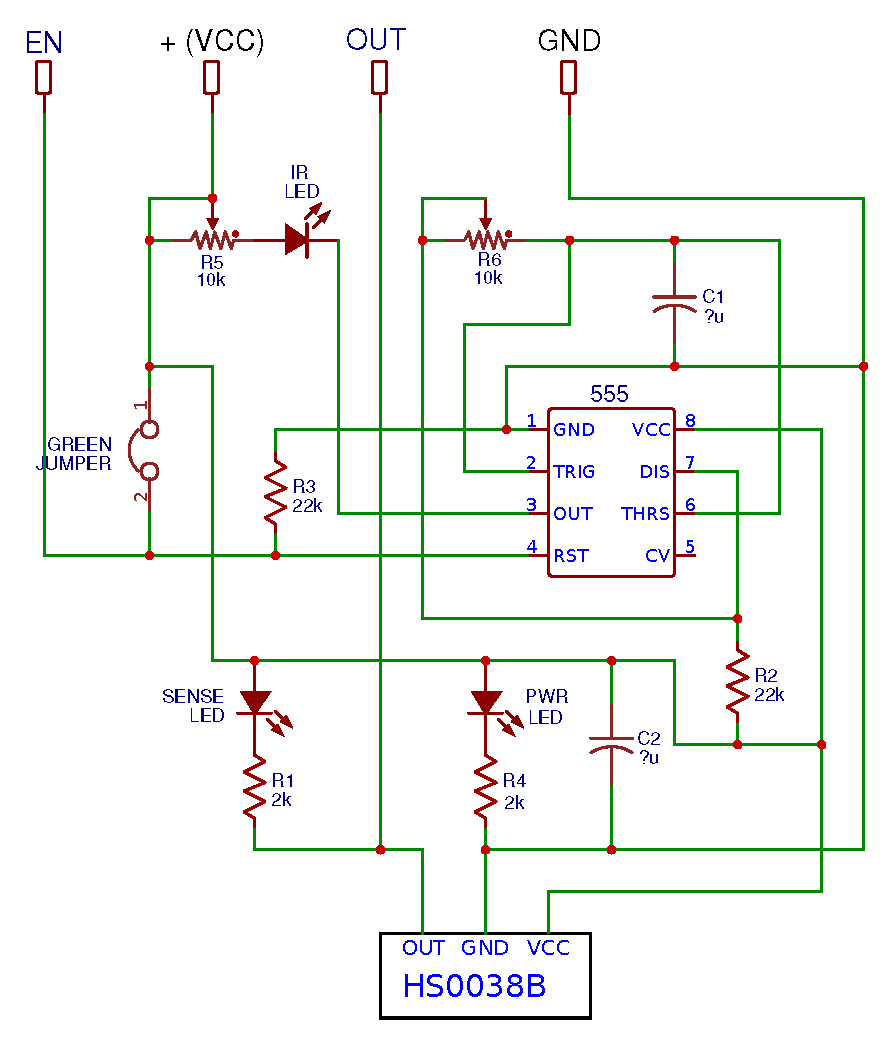 EN
+ (VCC)
OUT
GND
IR
LED
R5
10k
R6
10k
C1
?u
555
1
GND
VCC
8
2
TRIG
DIS
7
3
OUT
THRS
6
4
RST
CV
5
1
GREEN
JUMPER
2
R3
22k
SENSE
LED
PWR
LED
R2
22k
C2
?u
R1
2k
R4
2k
OUT
GND
VCC
HS0038B